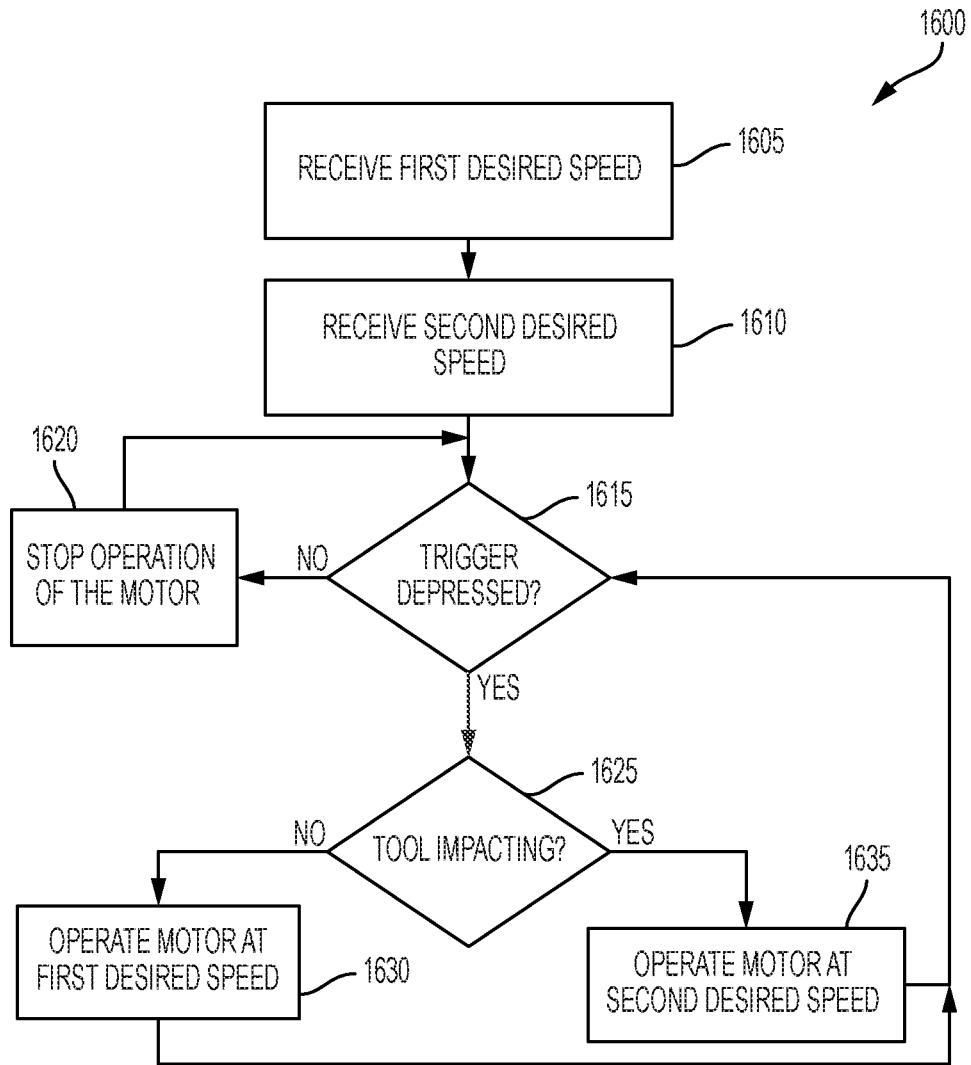 1600
RECEIVE FIRST DESIRED SPEED
1605
RECEIVE SECOND DESIRED
SPEED
1610
1620
STOP OPERATION
OF THE MOTOR
NO
TRIGGER
DEPRESSED?
1615
YES
1625
NO
TOOL IMPACTING?
YES
1635
OPERATE MOTOR AT
FIRST DESIRED SPEED
1630
OPERATE MOTOR AT
SECOND DESIRED SPEED